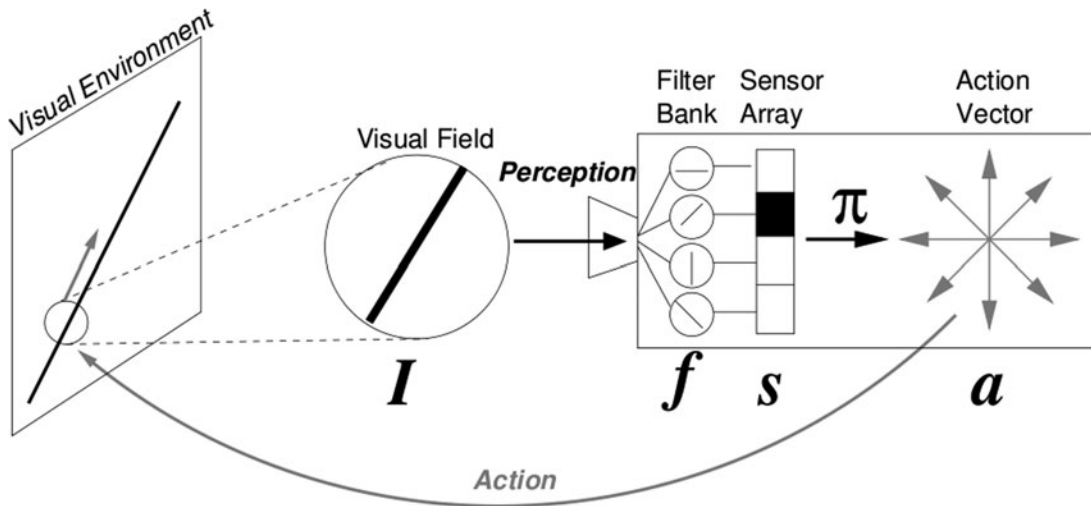 Visual Environment
Visual Field
Perception
Filter
Bank
Sensor
Array
Action
Vector
π
I
f
s
a
Action